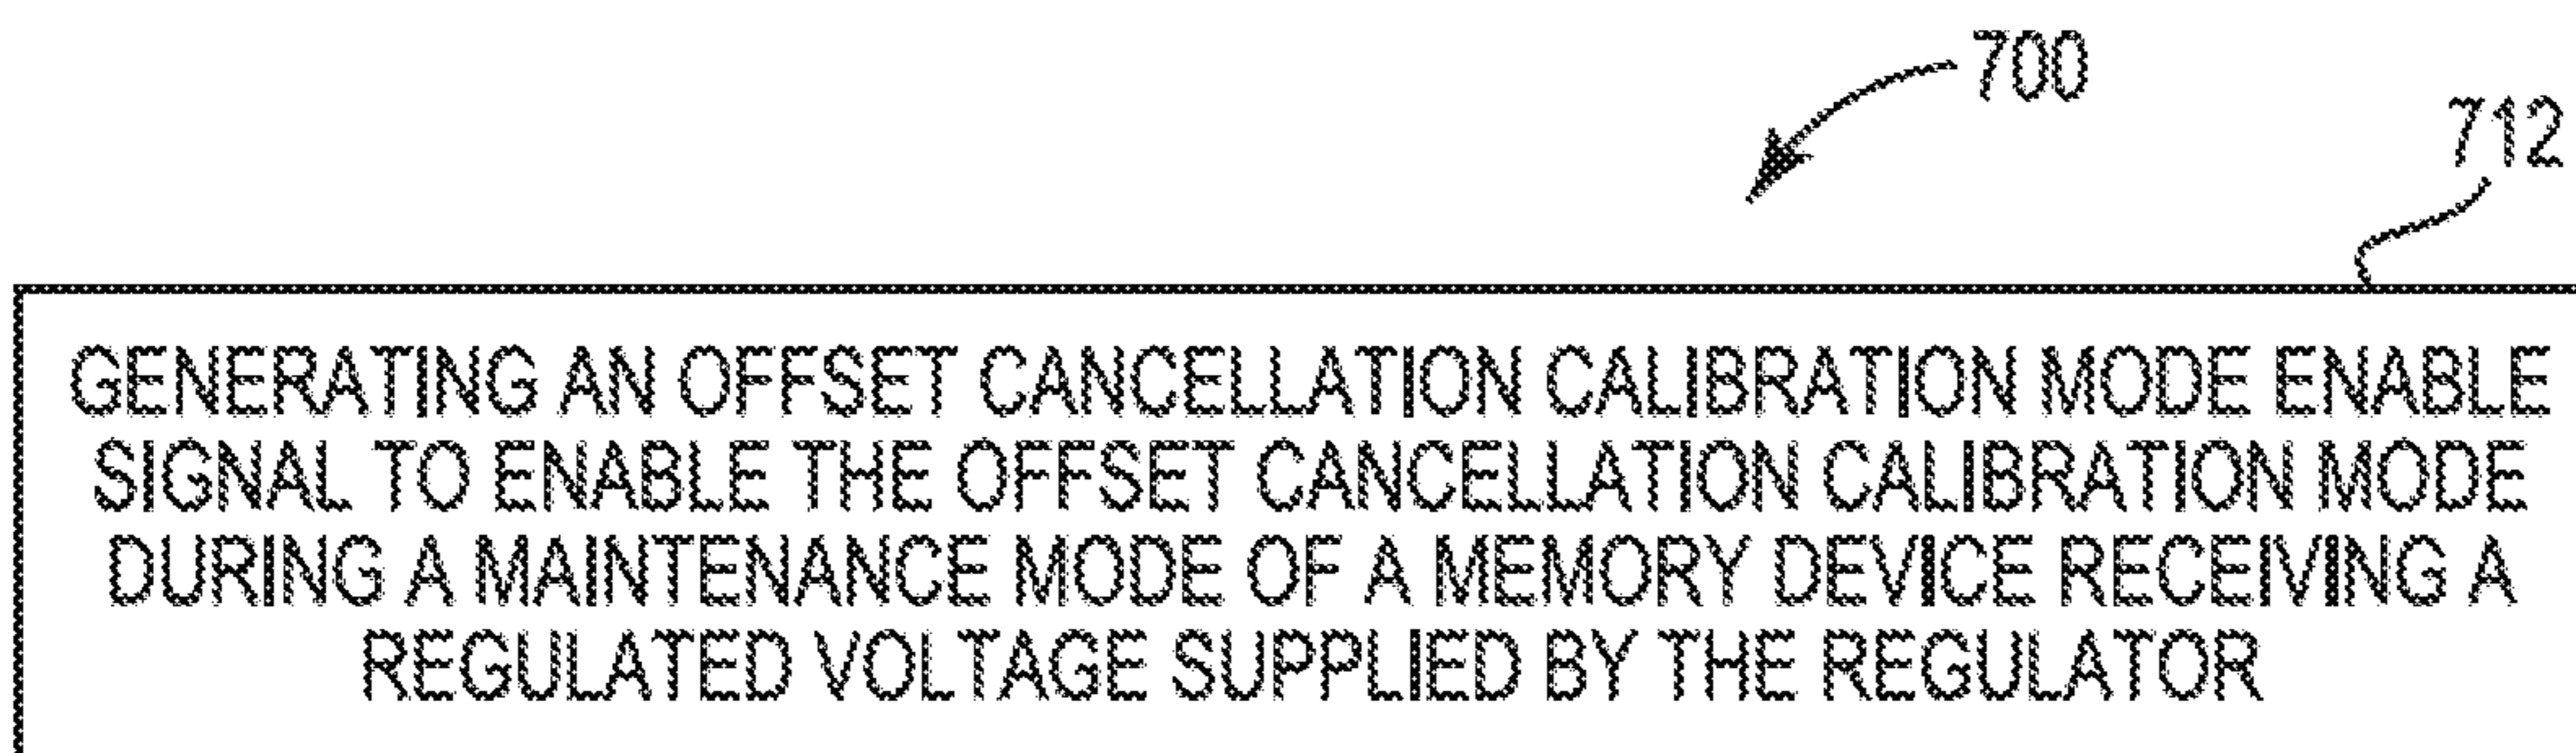 700
712
GENERATING AN OFFSET CANCELLATION CALIBRATION MODE ENABLE
SIGNAL TO ENABLE THE OFFSET CANCELLATION CALIBRATION MODE
DURING A MAINTENANCE MODE OF A MEMORY DEVICE RECEIVING A
REGULATED VOLTAGE SUPPLIED BY THE REGULATOR